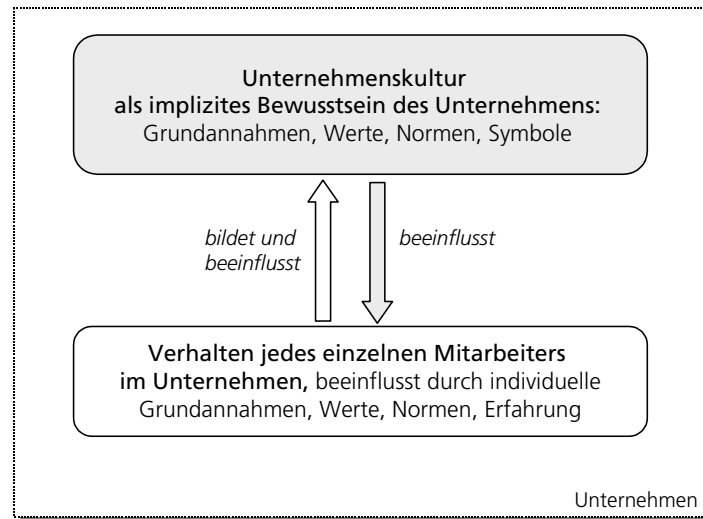 Unternehmenskultur
als implizites Bewusstsein des Unternehmens:
Grundannahmen, Werte, Normen, Symbole
bildet und
beeinflusst
beeinflusst
Verhalten jedes einzelnen Mitarbeiters
im Unternehmen, beeinflusst durch individuelle
Grundannahmen, Werte, Normen, Erfahrung
Unternehmen